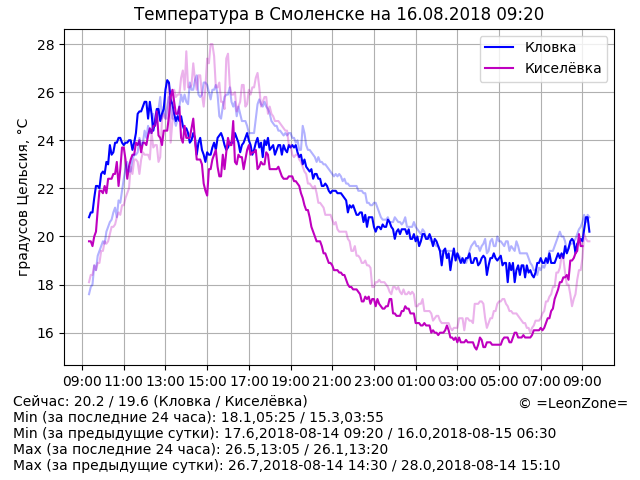 Температура в Смоленске на 16.08.2018 09:20
градусов Цельсия, °C
28
26
24
22
20
18
16
Кловка
Киселёвка
09:00 11:00 13:00 15:00 17:00 19:00 21:00 23:00 01:00 03:00 05:00 07:00 09:00
Сейчас: 20.2 / 19.6 (Кловка / Киселёвка)
© =LeonZone=
Min (за последние 24 часа): 18.1,05:25 / 15.3,03:55
Min (за предыдущие сутки): 17.6,2018-08-14 09:20 / 16.0,2018-08-15 06:30
Max (за последние 24 часа): 26.5,13:05 / 26.1,13:20
Max (за предыдущие сутки): 26.7,2018-08-14 14:30 / 28.0,2018-08-14 15:10